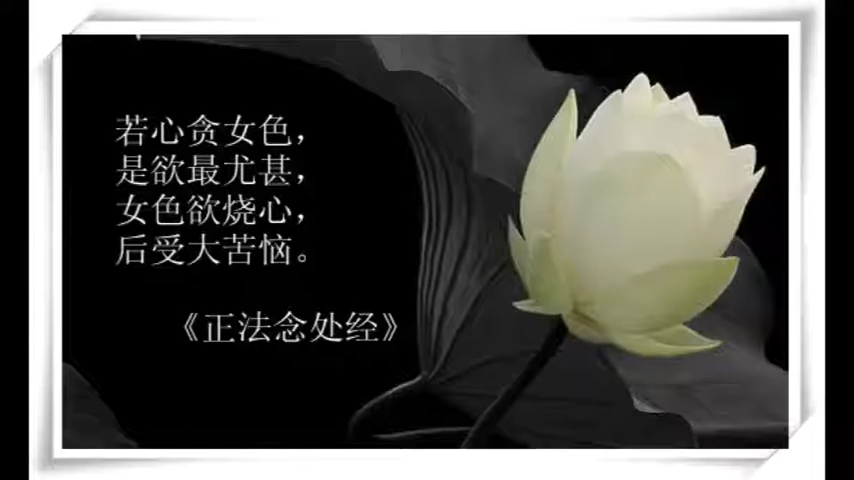 若心贪女色，
是欲最尤甚，
女色欲烧心，
后受大苦恼。
《正法念处经》